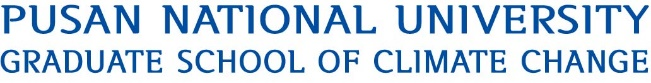 PUSAN NATIONAL UNIVERSITY
GRADUATE SCHOOL OF CLIMATE CHANGE